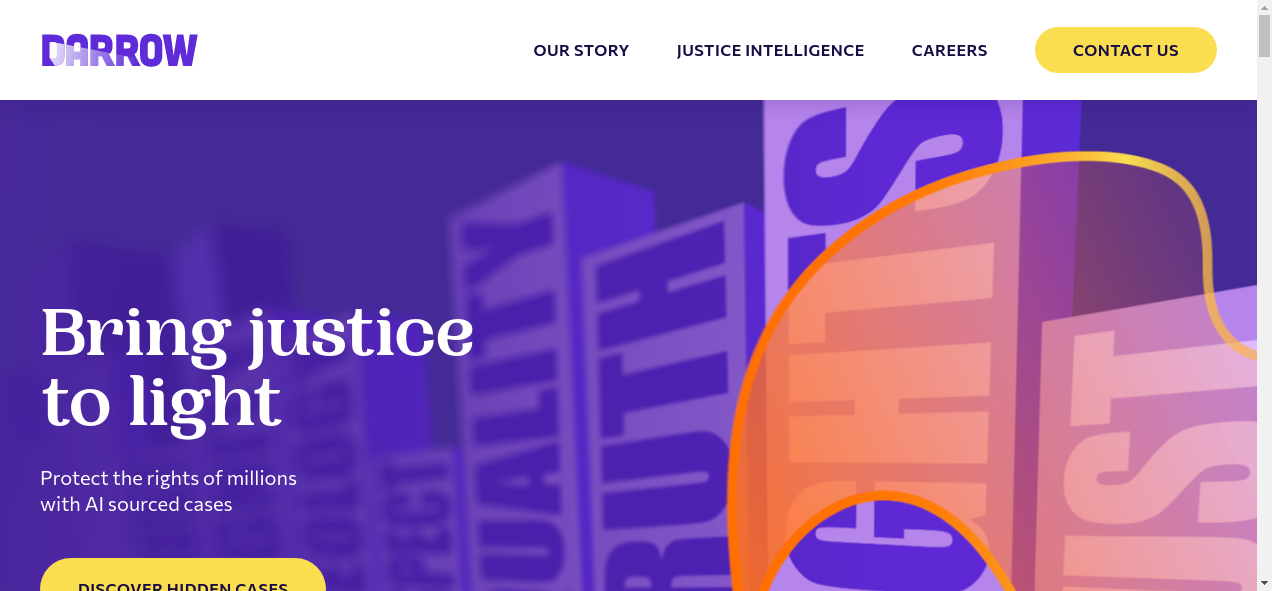 DARROW
OUR STORY
JUSTICE INTELLIGENCE
CAREERS
CONTACT US
Bring justice
to light
Protect the rights of millions
with AI sourced cases
DISCOVER HIDDEN CASES